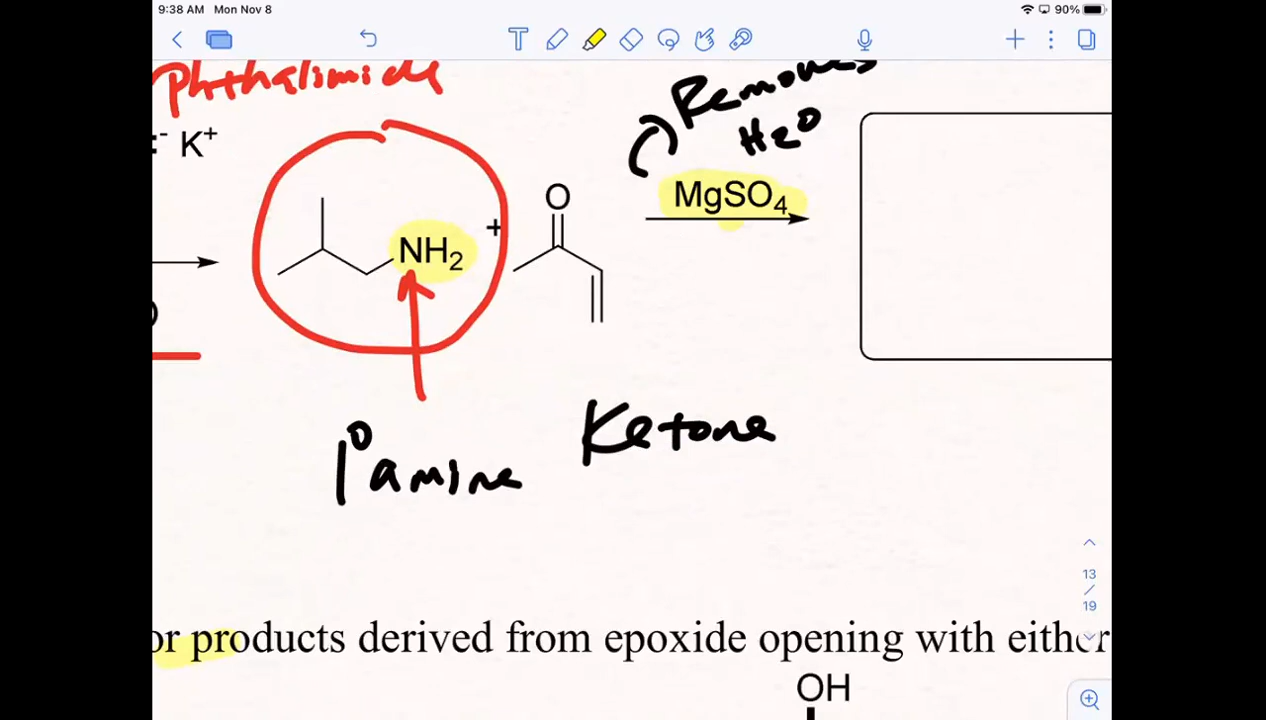 9:38 AM Mon Nov 8
90%
Phthalimide
Removes
H2O
:⁻ K⁺
O
MgSO₄
NH₂
+
Ketone
1° amine
13
/
19
or products derived from epoxide opening with either
OH